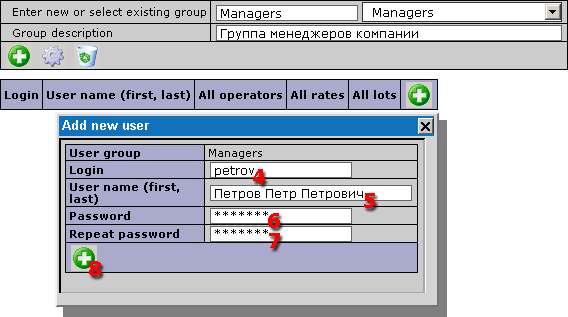 Enter new or select existing group Managers Managers
Group description Группа менеджеров компании
Login User name (first, last) All operators All rates All lots
Add new user
User group Managers
Login petrov 4
User name (first, last) Петров Петр Петрович 5
Password ******* 6
Repeat password ******* 7
8